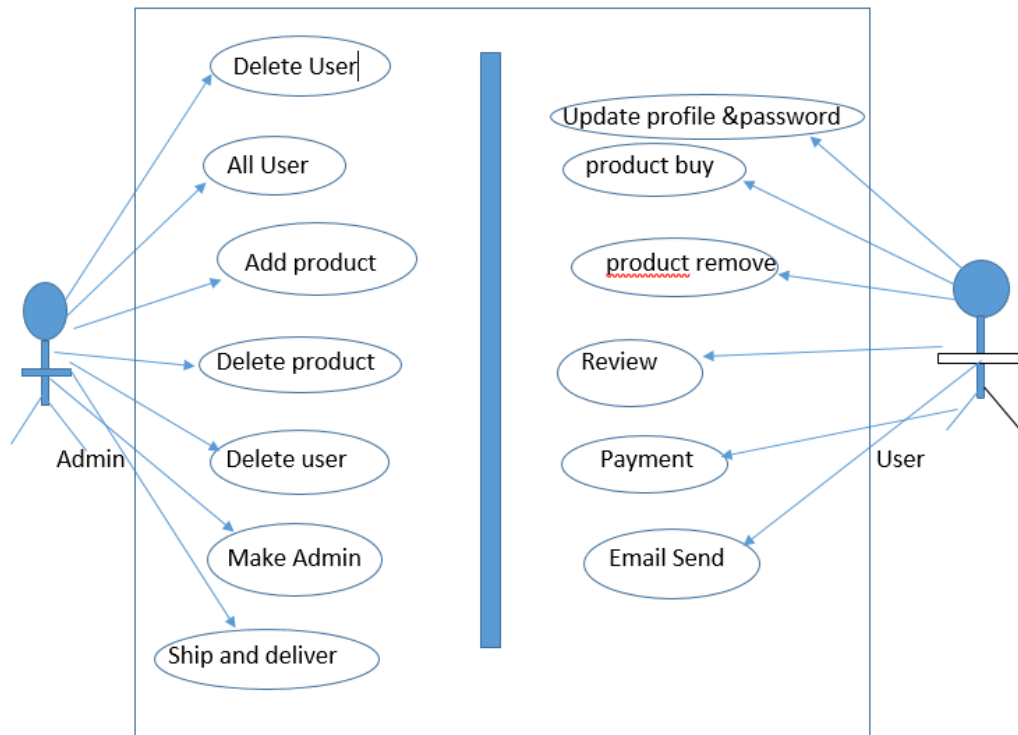 Delete User
All User
Add product
Delete product
Delete user
Make Admin
Ship and deliver
Admin
Update profile &password
product buy
product remove
Review
Payment
Email Send
User